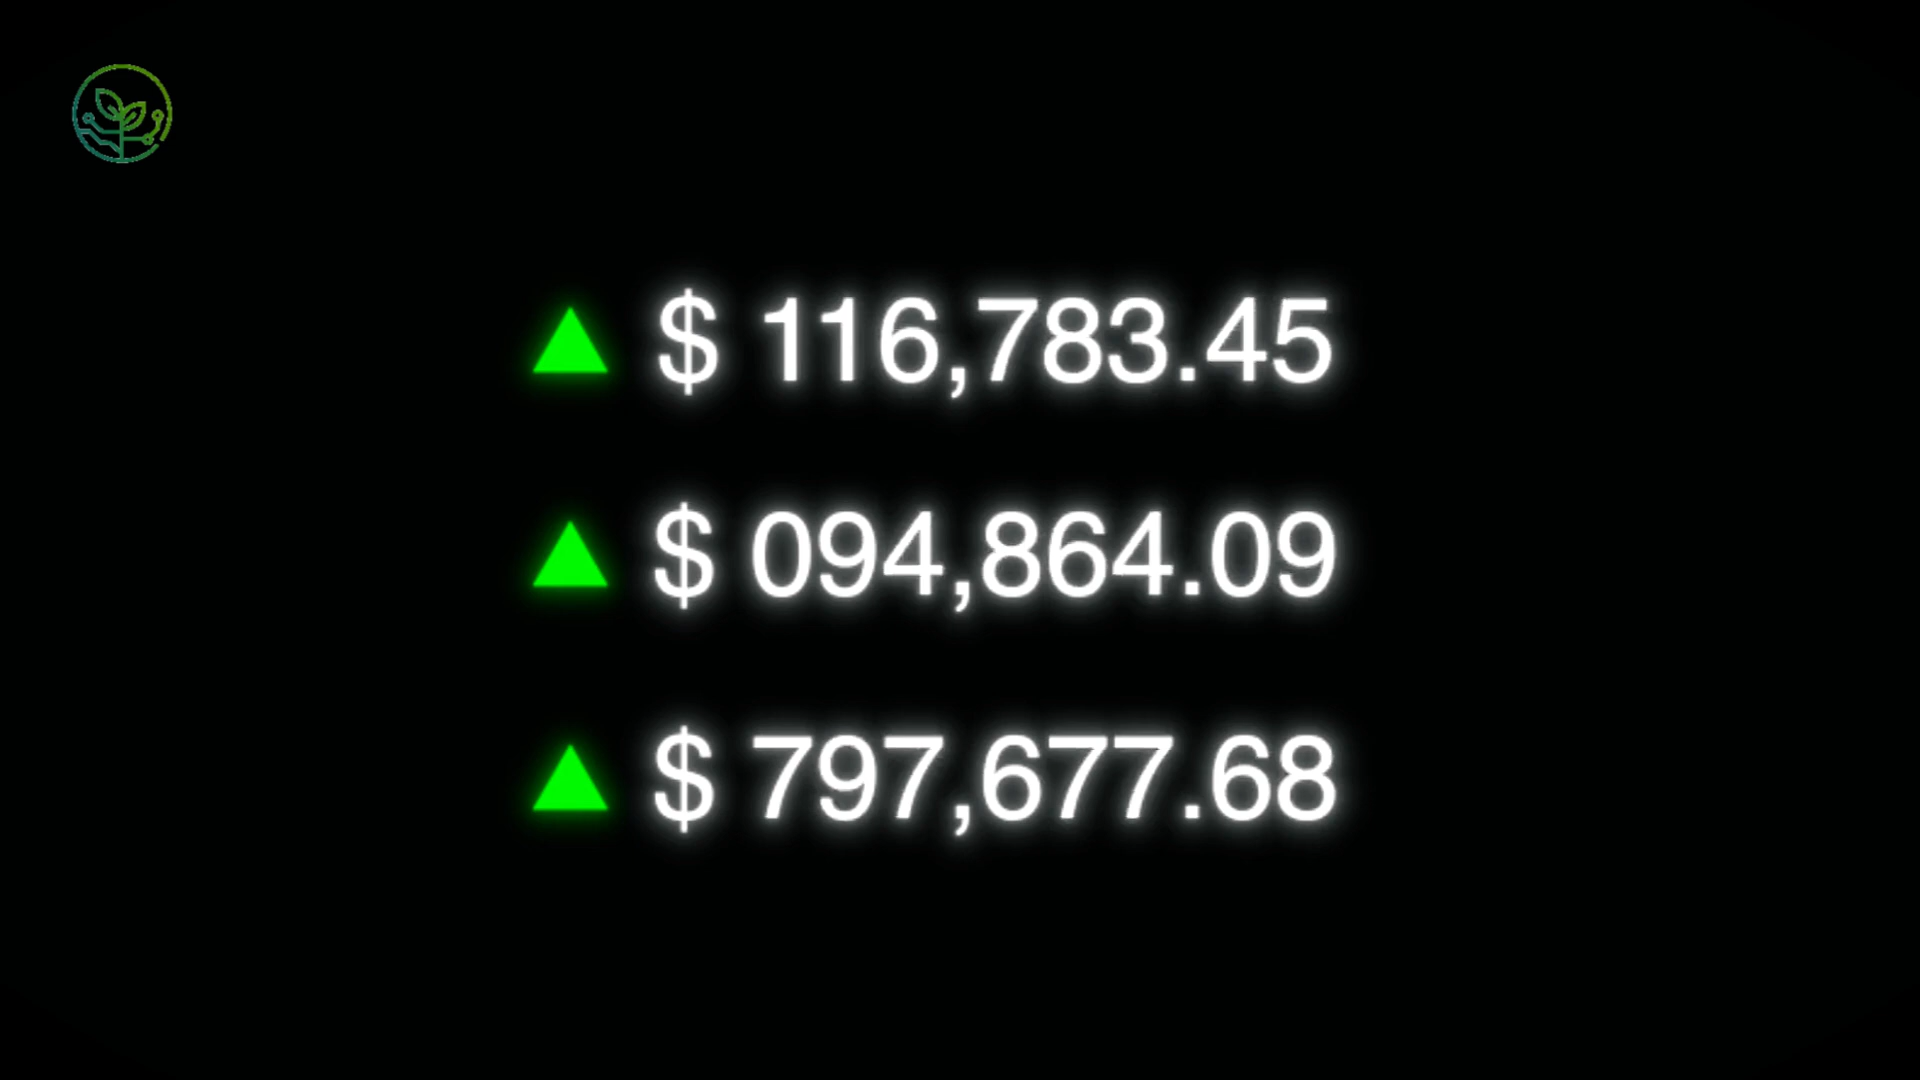 ▲ $ 116,783.45
▲ $ 094,864.09
▲ $ 797,677.68